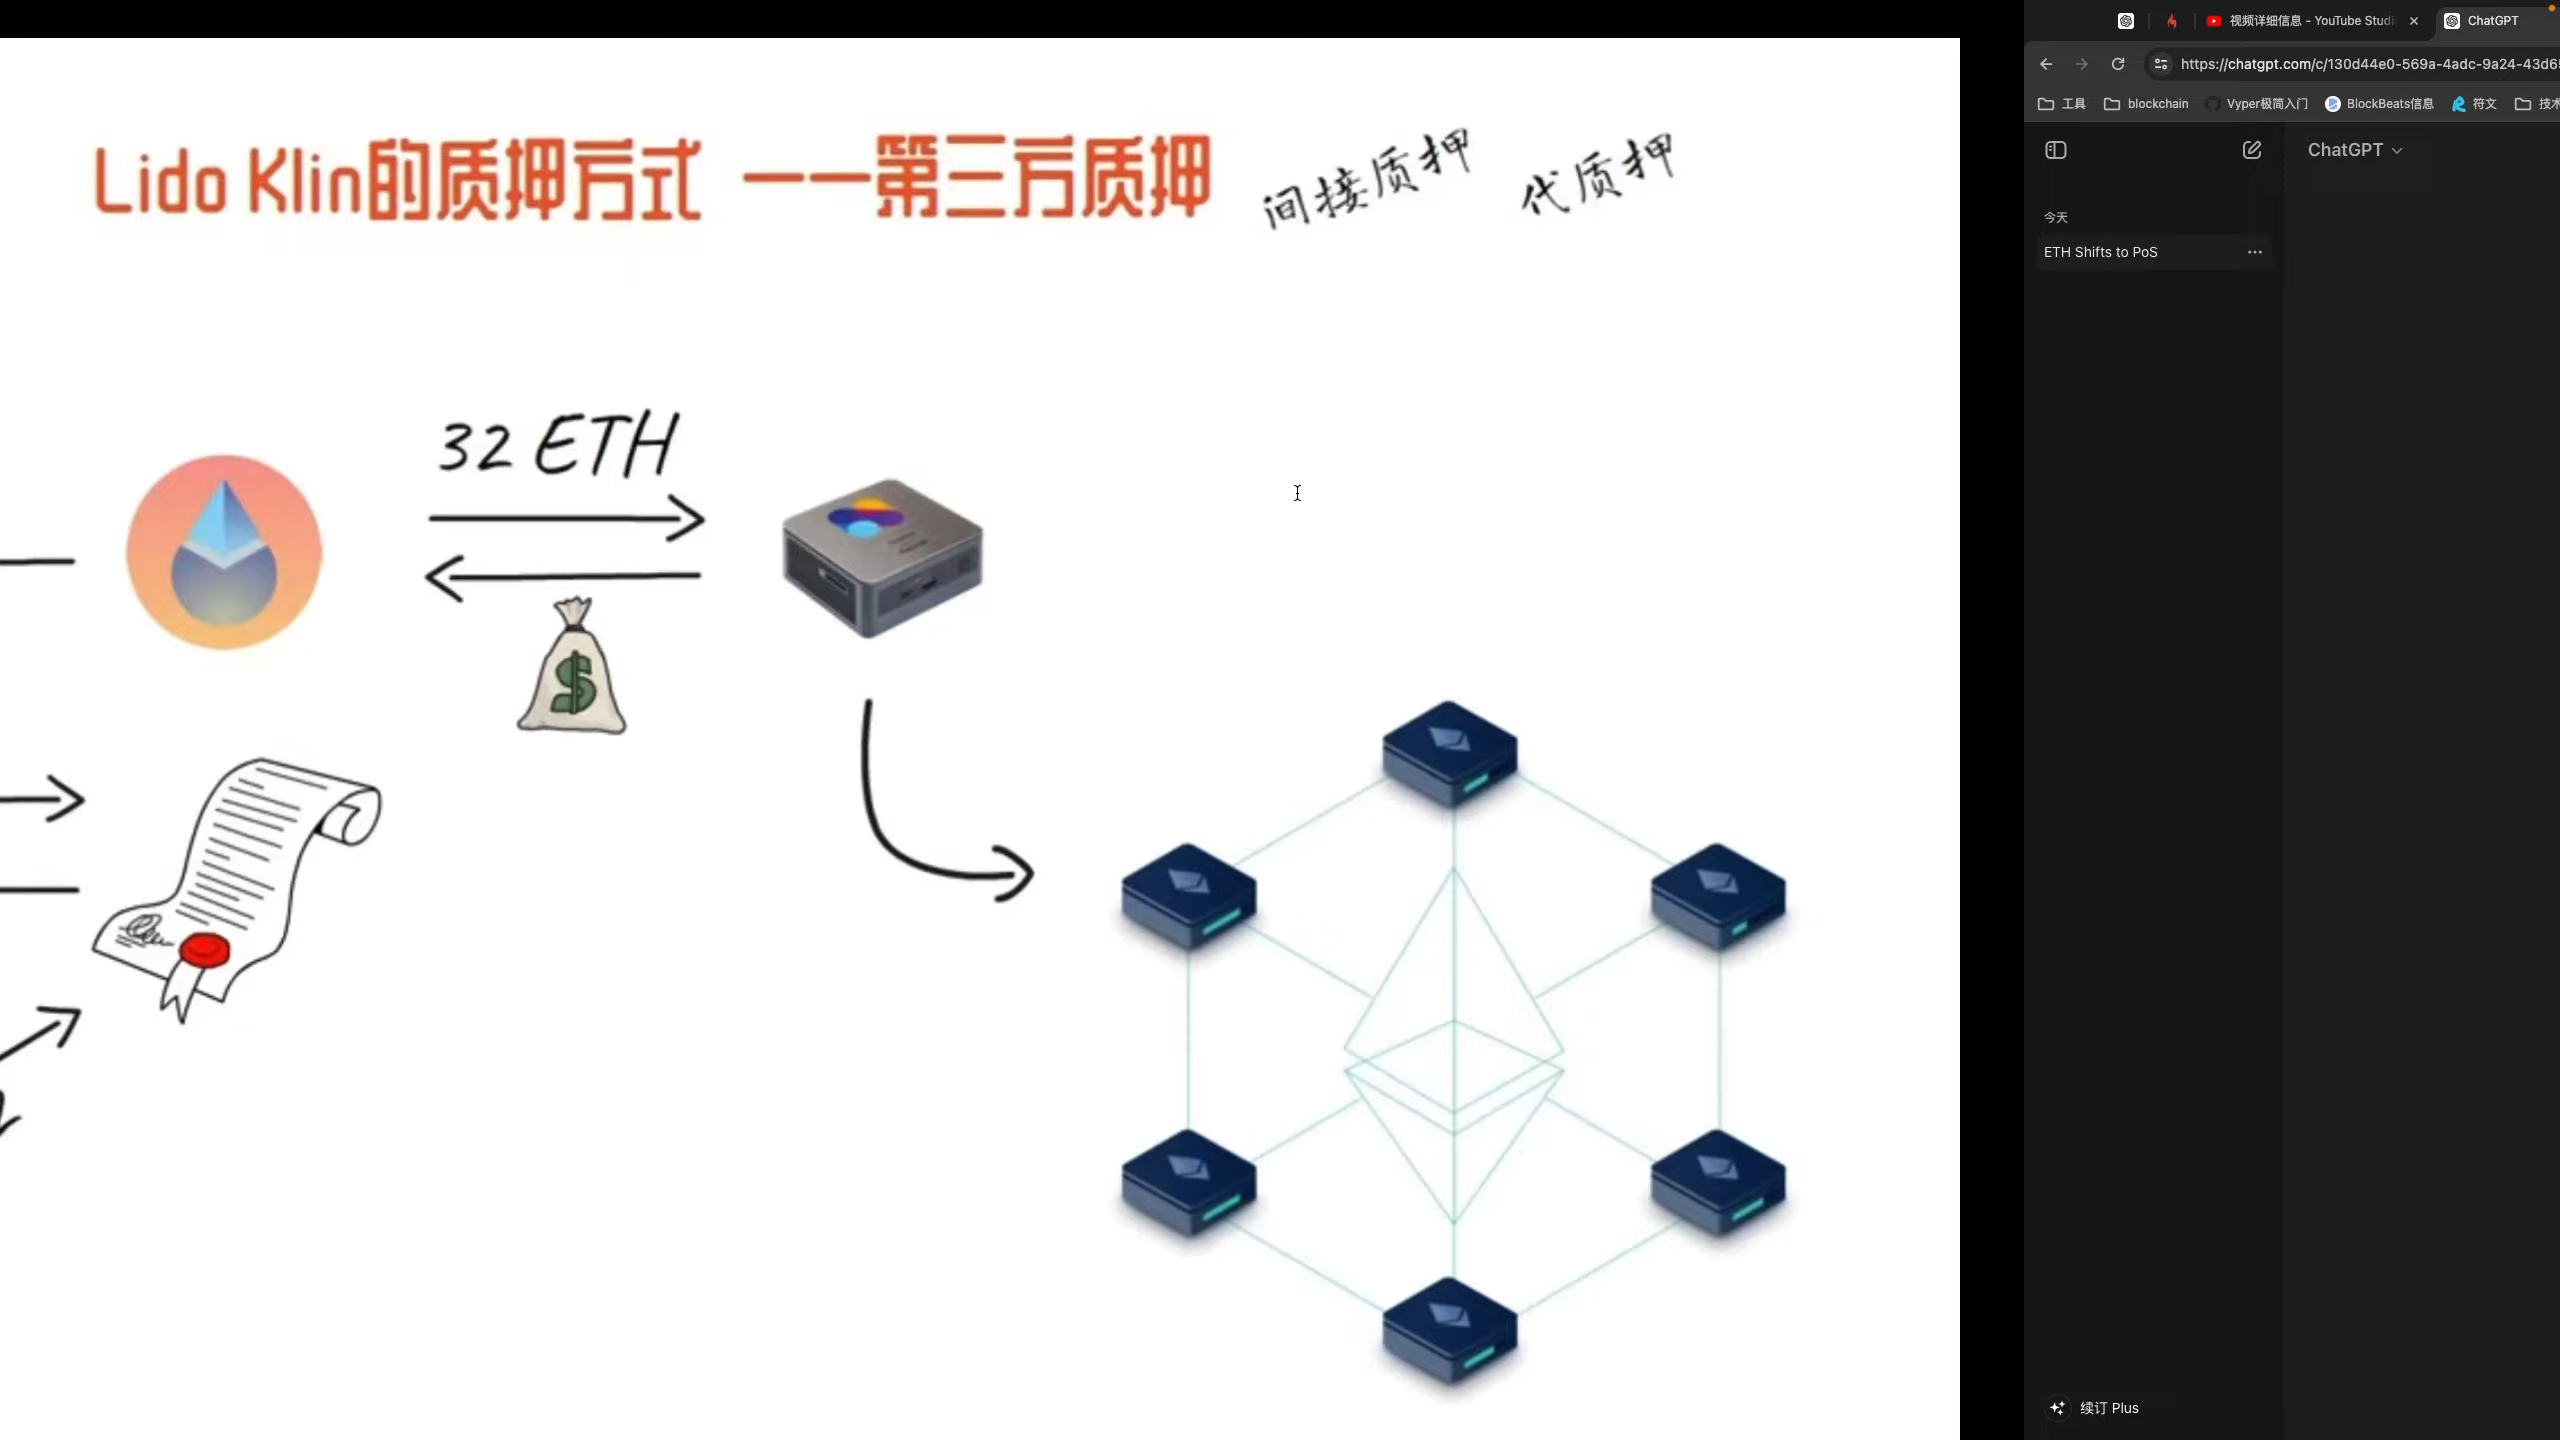 Lido Klin的质押方式 ——第三方质押 间接质押 代质押
32 ETH
视频详细信息 - YouTube Studi
ChatGPT
https://chatgpt.com/c/130d44e0-569a-4adc-9a24-43d6
工具
blockchain
Vyper极简入门
BlockBeats信息
符文
技术
ChatGPT
今天
ETH Shifts to PoS
续订 Plus